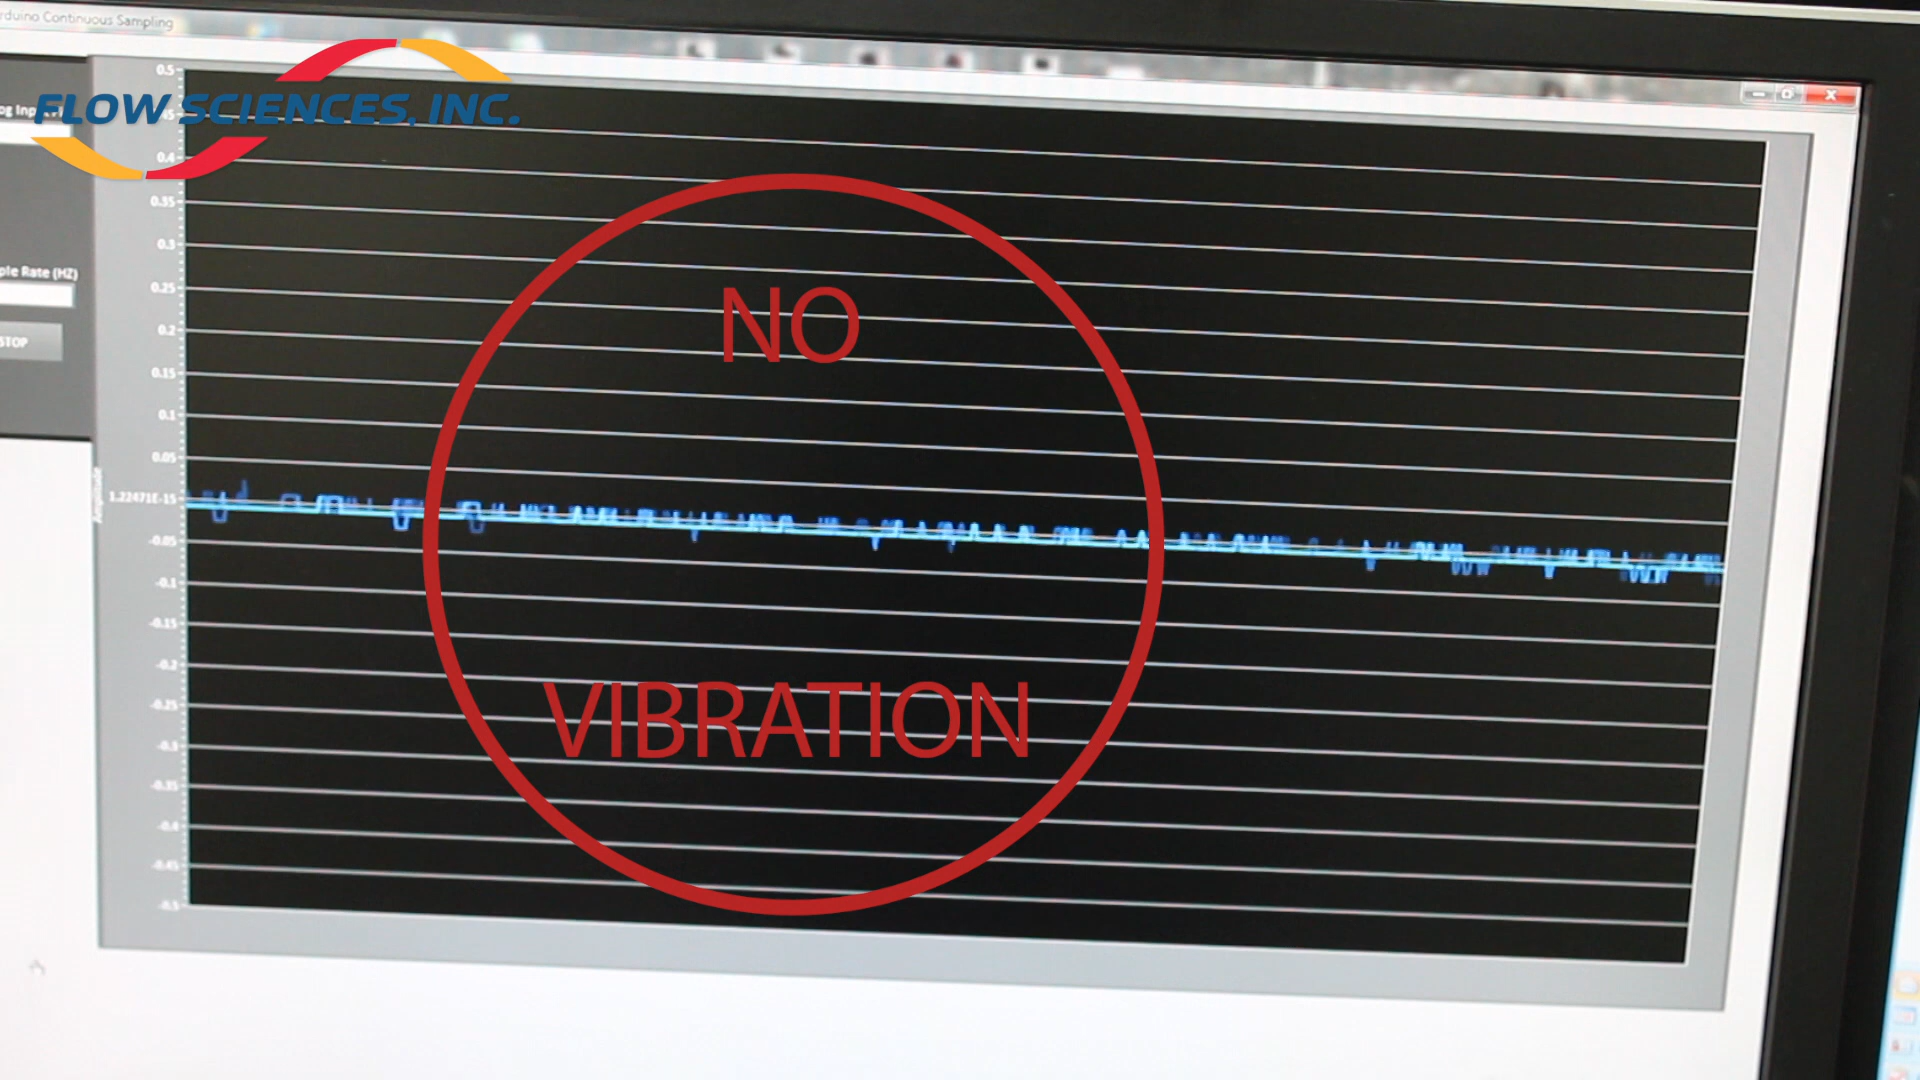 Arduino Continuous Sampling
FLOW SCIENCES, INC.
0.5
0.4
0.35
0.3
0.25
0.2
0.15
0.1
0.05
1.22471E-15
-0.05
-0.1
-0.15
-0.2
-0.25
-0.3
-0.35
-0.4
-0.45
-0.5
Amplitude
ple Rate (HZ)
STOP
NO
VIBRATION